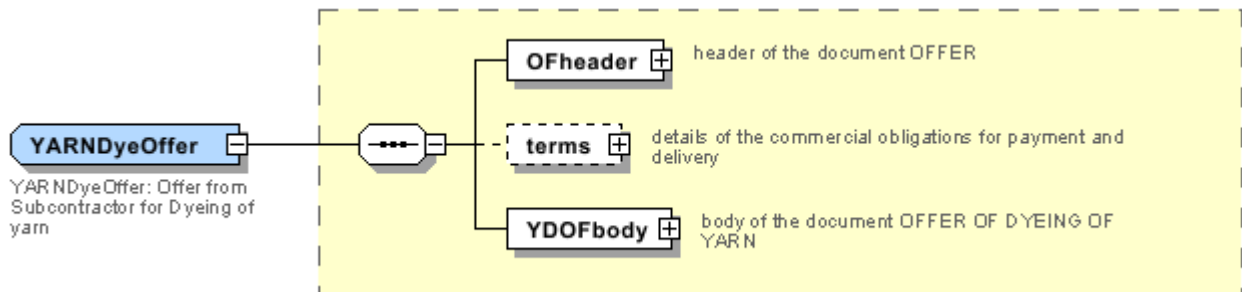 OFheader
header of the document OFFER
YARNDyeOffer
terms
details of the commercial obligations for payment and
delivery
YARNDyeOffer: Offer from
Subcontractor for Dyeing of
yarn
YDOFbody
body of the document OFFER OF DYEING OF
YARN